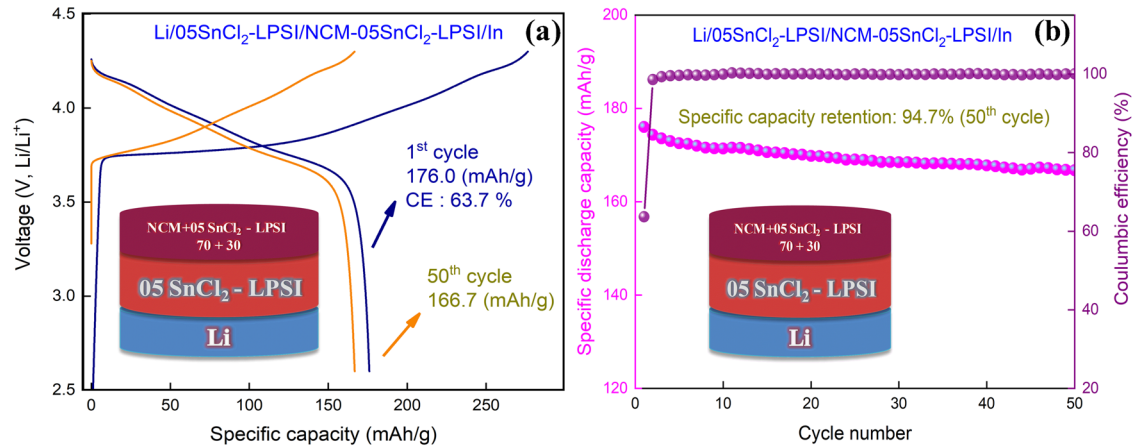 Li/05SnCl₂-LPSI/NCM-05SnCl₂-LPSI/In
(a)
4.5
4.0
3.5
3.0
2.5
Voltage (V, Li/Li⁺)
1ˢᵗ cycle
176.0 (mAh/g)
CE : 63.7 %
50ᵗʰ cycle
166.7 (mAh/g)
NCM+05 SnCl₂ - LPSI
70 + 30
05 SnCl₂ - LPSI
Li
0 50 100 150 200 250
Specific capacity (mAh/g)
Li/05SnCl₂-LPSI/NCM-05SnCl₂-LPSI/In
(b)
200
180
160
140
120
Specific discharge capacity (mAh/g)
Specific capacity retention: 94.7% (50ᵗʰ cycle)
NCM+05 SnCl₂ - LPSI
70 + 30
05 SnCl₂ - LPSI
Li
100
80
60
40
20
Coulumbic efficiency (%)
0 10 20 30 40 50
Cycle number